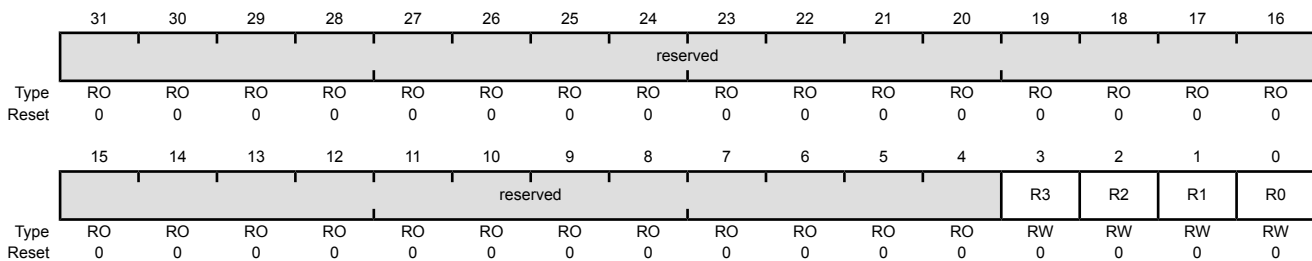 31 30 29 28 27 26 25 24 23 22 21 20 19 18 17 16
reserved
Type RO RO RO RO RO RO RO RO RO RO RO RO RO RO RO RO
Reset 0 0 0 0 0 0 0 0 0 0 0 0 0 0 0 0
15 14 13 12 11 10 9 8 7 6 5 4 3 2 1 0
reserved R3 R2 R1 R0
Type RO RO RO RO RO RO RO RO RO RO RO RO RW RW RW RW
Reset 0 0 0 0 0 0 0 0 0 0 0 0 0 0 0 0